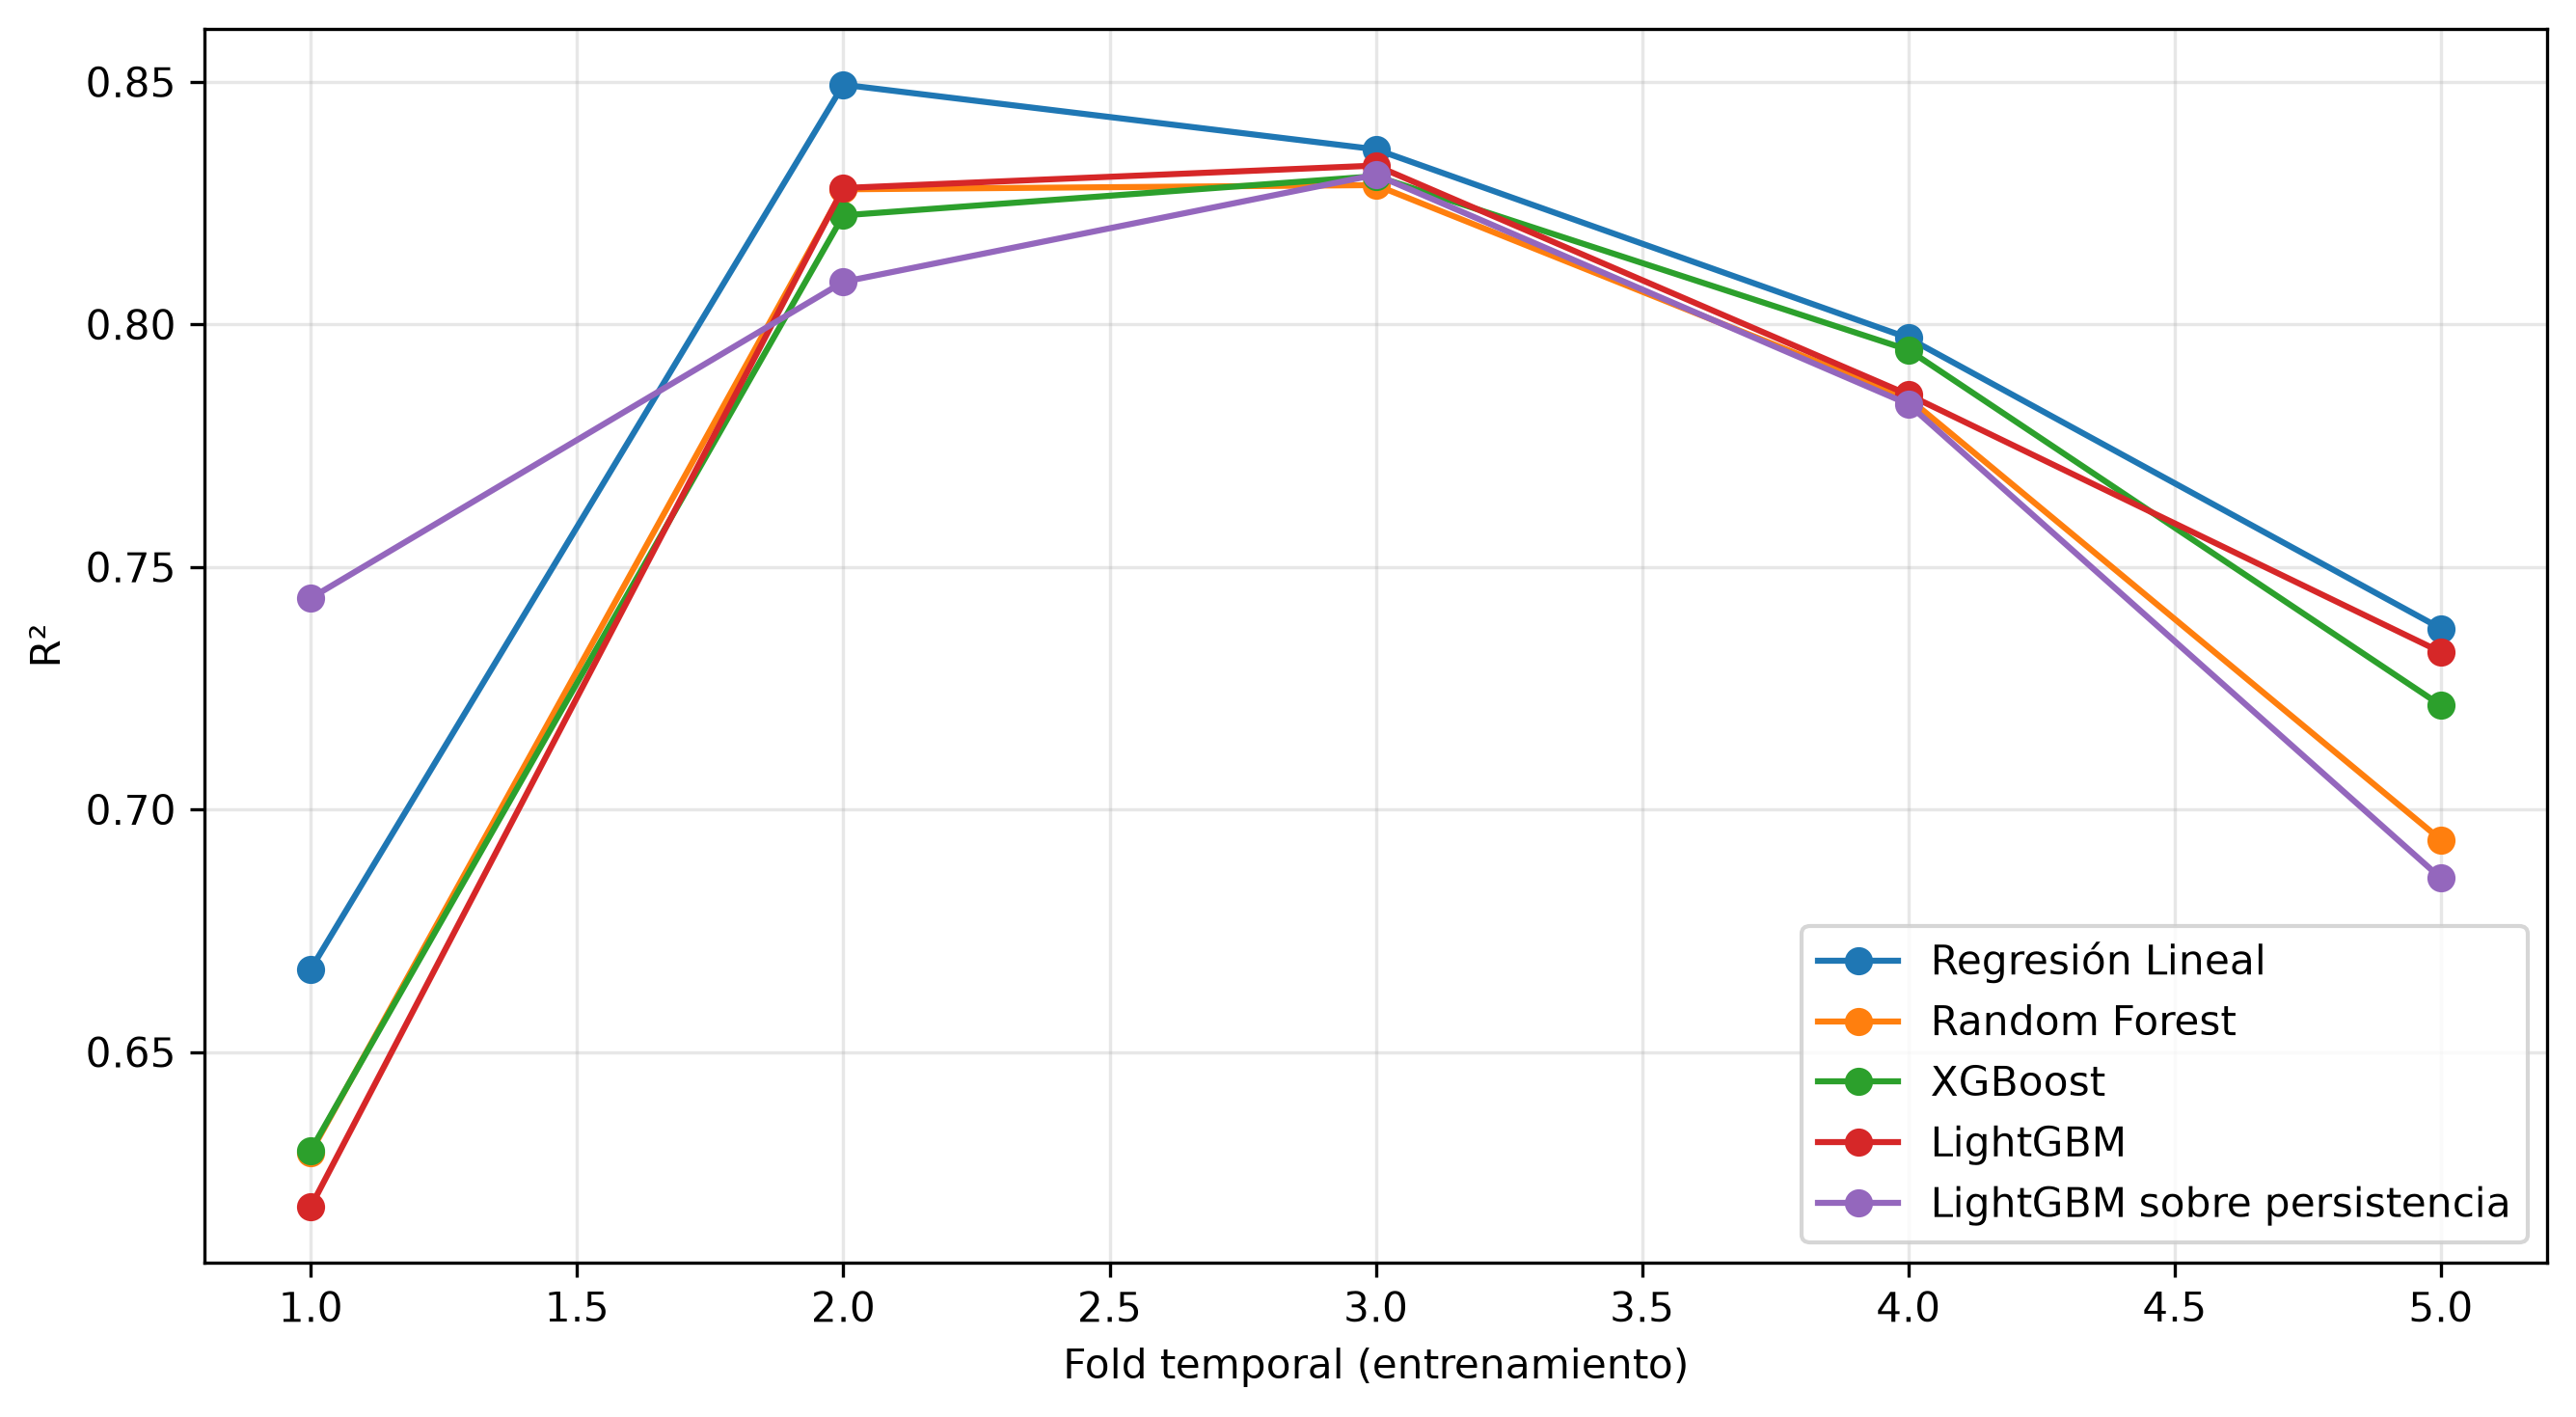 0.85
0.80
0.75
0.70
0.65
R²
1.0 1.5 2.0 2.5 3.0 3.5 4.0 4.5 5.0
Fold temporal (entrenamiento)
Regresión Lineal
Random Forest
XGBoost
LightGBM
LightGBM sobre persistencia